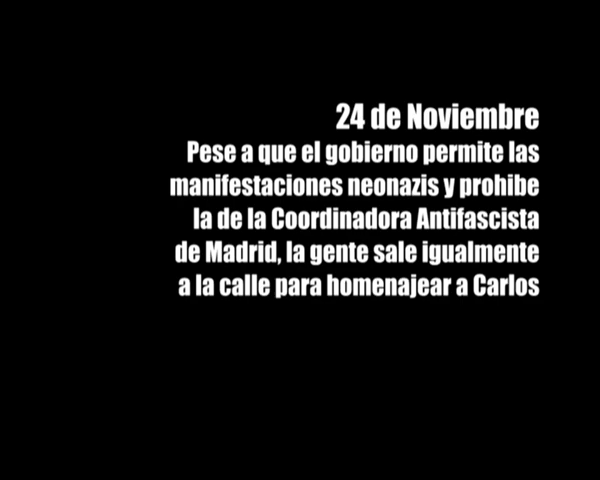 24 de Noviembre
Pese a que el gobierno permite las
manifestaciones neonazis y prohibe
la de la Coordinadora Antifascista
de Madrid, la gente sale igualmente
a la calle para homenajear a Carlos